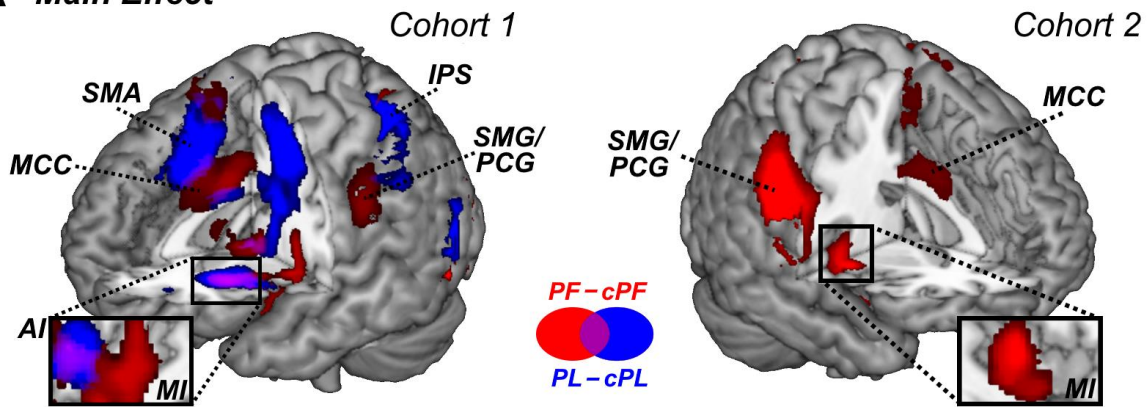 Main Effect
Cohort 1
Cohort 2
SMA
IPS
MCC
SMG/
PCG
SMG/
PCG
MCC
PF – cPF
PL – cPL
AI
MI
MI